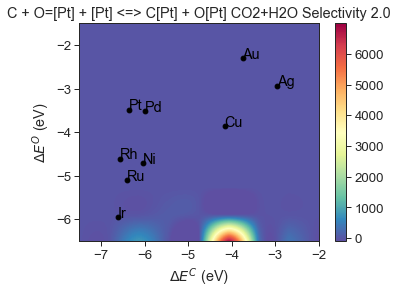 C + O=[Pt] + [Pt] <=> C[Pt] + O[Pt] CO2+H2O Selectivity 2.0
−2
−3
−4
−5
−6
ΔE^O (eV)
Au
Ag
Pt
Pd
Cu
Rh
Ni
Ru
Ir
−7
−6
−5
−4
−3
−2
ΔE^C (eV)
6000
5000
4000
3000
2000
1000
0